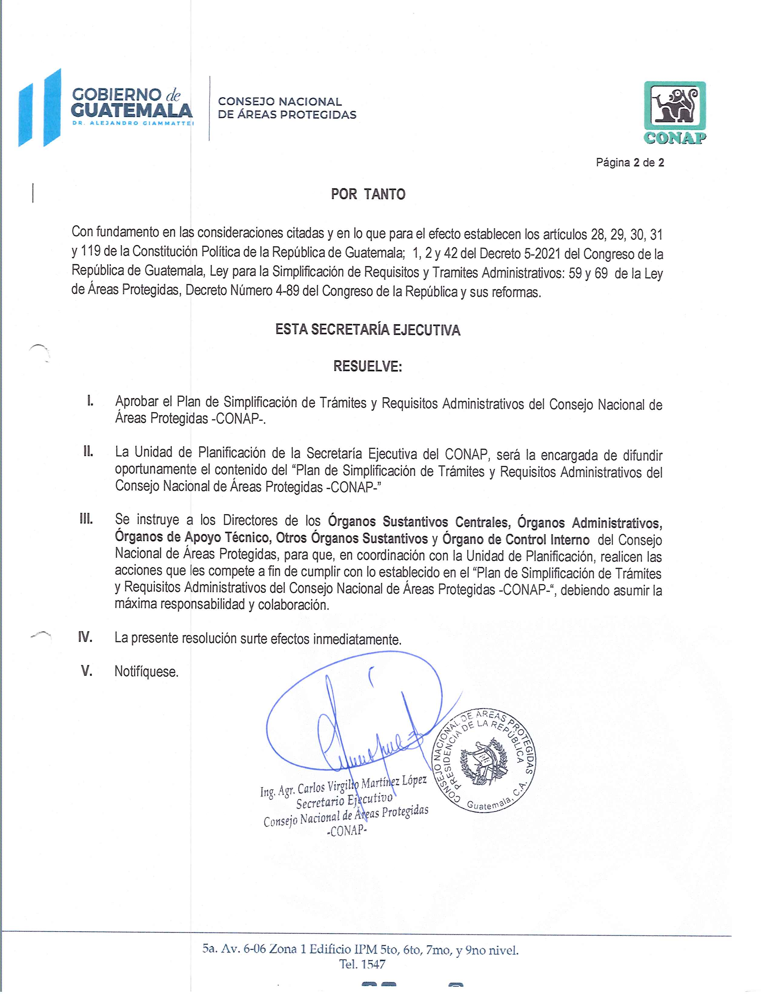 GOBIERNO de
GUATEMALA
DR. ALEJANDRO GIAMMATTEI
CONSEJO NACIONAL
DE ÁREAS PROTEGIDAS
CONAP
Página 2 de 2
POR TANTO
Con fundamento en las consideraciones citadas y en lo que para el efecto establecen los artículos 28, 29, 30, 31
y 119 de la Constitución Política de la República de Guatemala; 1, 2 y 42 del Decreto 5-2021 del Congreso de la
República de Guatemala, Ley para la Simplificación de Requisitos y Tramites Administrativos: 59 y 69 de la Ley
de Áreas Protegidas, Decreto Número 4-89 del Congreso de la República y sus reformas.
ESTA SECRETARÍA EJECUTIVA
RESUELVE:
I. Aprobar el Plan de Simplificación de Trámites y Requisitos Administrativos del Consejo Nacional de
Áreas Protegidas -CONAP-.
II. La Unidad de Planificación de la Secretaría Ejecutiva del CONAP, será la encargada de difundir
oportunamente el contenido del “Plan de Simplificación de Trámites y Requisitos Administrativos del
Consejo Nacional de Áreas Protegidas -CONAP-”
III. Se instruye a los Directores de los Órganos Sustantivos Centrales, Órganos Administrativos,
Órganos de Apoyo Técnico, Otros Órganos Sustantivos y Órgano de Control Interno del Consejo
Nacional de Áreas Protegidas, para que, en coordinación con la Unidad de Planificación, realicen las
acciones que les compete a fin de cumplir con lo establecido en el “Plan de Simplificación de Trámites
y Requisitos Administrativos del Consejo Nacional de Áreas Protegidas -CONAP-“, debiendo asumir la
máxima responsabilidad y colaboración.
IV. La presente resolución surte efectos inmediatamente.
V. Notifíquese.
CONSEJO NACIONAL DE AREAS PROTEGIDAS
PRESIDENCIA DE LA REPÚBLICA
Guatemala, C.A.
Ing. Agr. Carlos Virgilio Martínez López
Secretario Ejecutivo
Consejo Nacional de Áreas Protegidas
-CONAP-
5a. Av. 6-06 Zona 1 Edificio IPM 5to, 6to, 7mo, y 9no nivel.
Tel. 1547